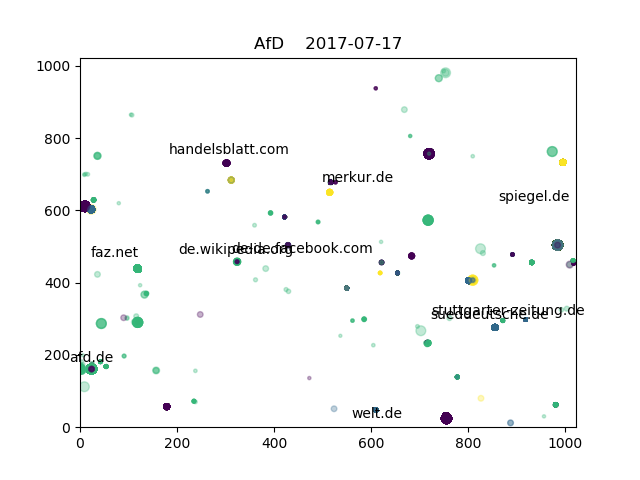 AfD 2017-07-17
1000
800
600
400
200
0
handelsblatt.com
merkur.de
spiegel.de
faz.net
de.wikipedia.org
de-de.facebook.com
stuttgarter-zeitung.de
sueddeutsche.de
afd.de
welt.de
0 200 400 600 800 1000